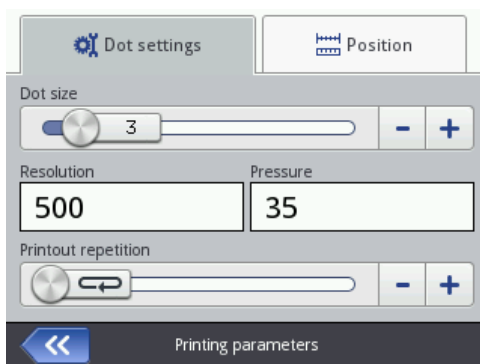 Dot settings
Position
Dot size
3
Resolution
Pressure
500
35
Printout repetition
Printing parameters